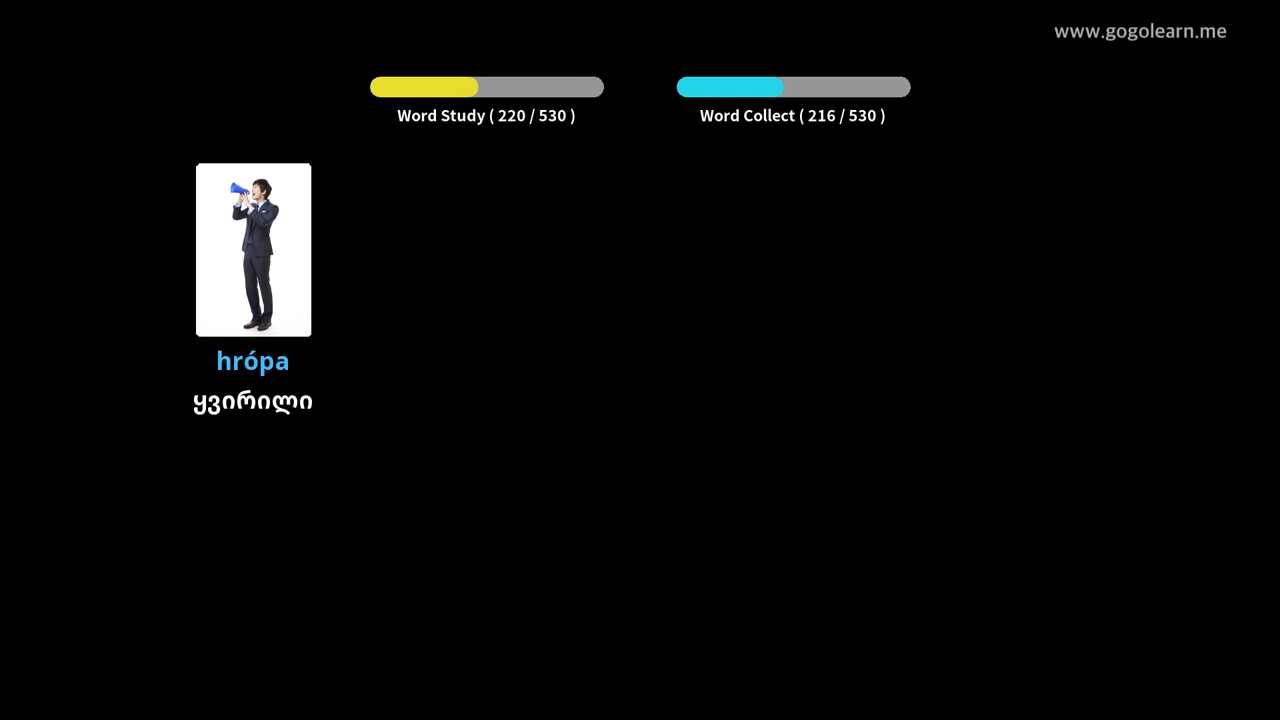 www.gogolearn.me
Word Study ( 220 / 530 )
Word Collect ( 216 / 530 )
hrópa
ყვირილი